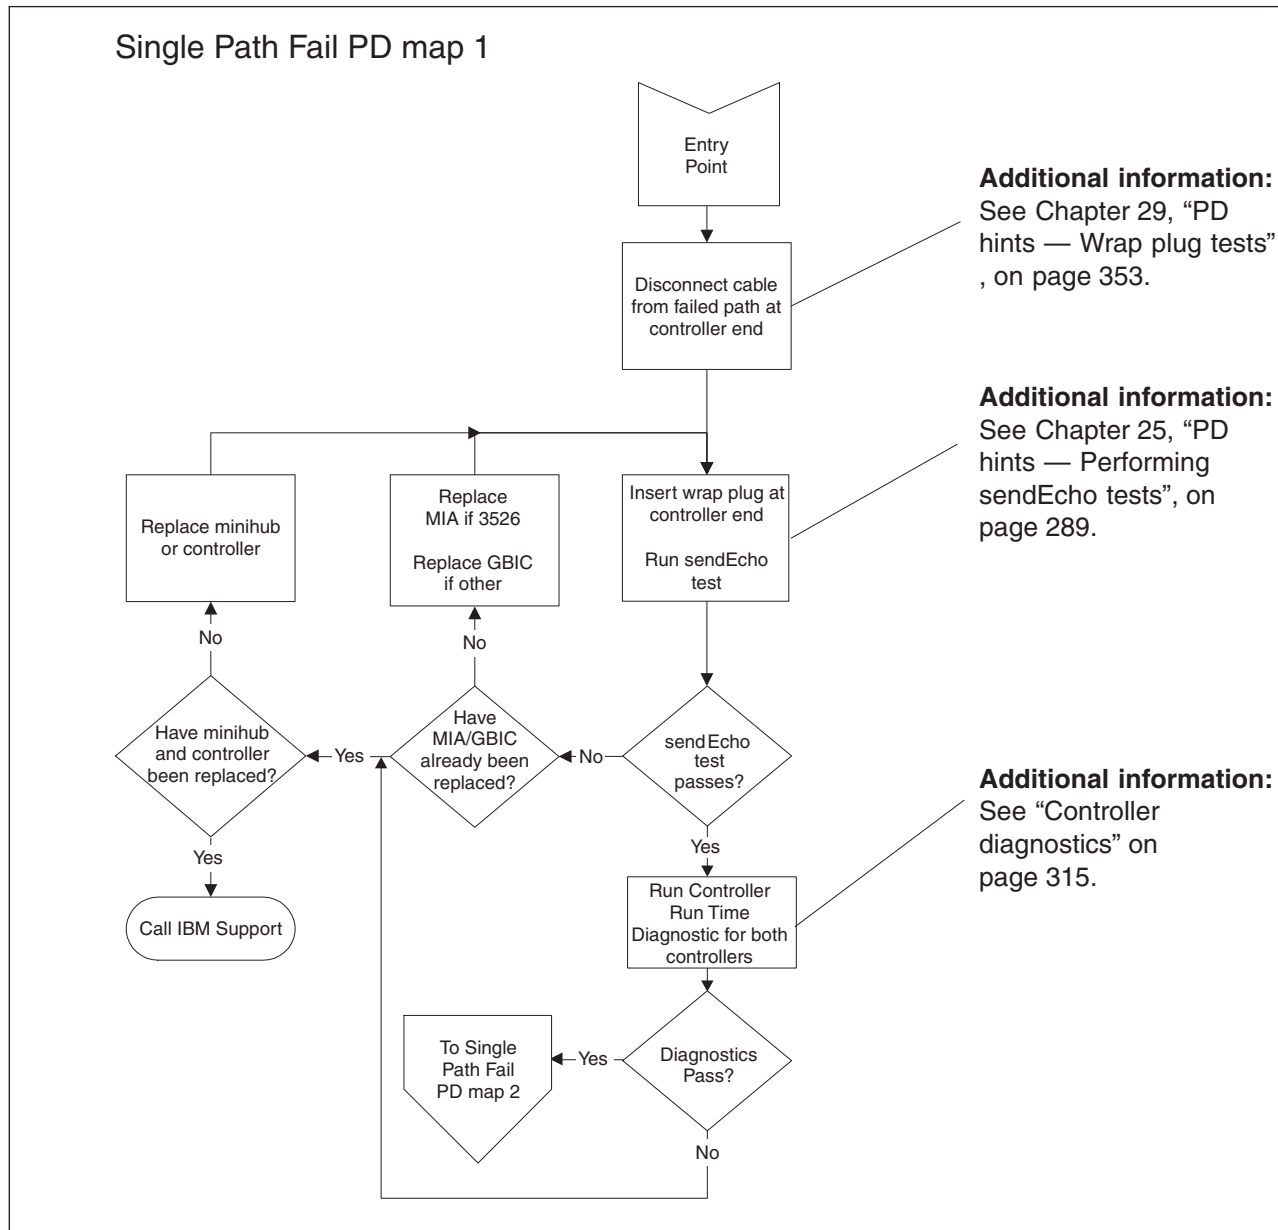 Single Path Fail PD map 1
Entry
Point
Additional information:
See Chapter 29, “PD
hints — Wrap plug tests”
, on page 353.
Disconnect cable
from failed path at
controller end
Additional information:
See Chapter 25, “PD
hints — Performing
sendEcho tests”, on
page 289.
Replace minihub
or controller
Replace
MIA if 3526
Replace GBIC
if other
Insert wrap plug at
controller end
Run sendEcho
test
No
No
Have minihub
and controller
been replaced?
Yes
Have
MIA/GBIC
already been
replaced?
No
sendEcho
test
passes?
Additional information:
See “Controller
diagnostics” on
page 315.
Yes
Yes
Call IBM Support
Run Controller
Run Time
Diagnostic for both
controllers
To Single
Path Fail
PD map 2
Yes
Diagnostics
Pass?
No